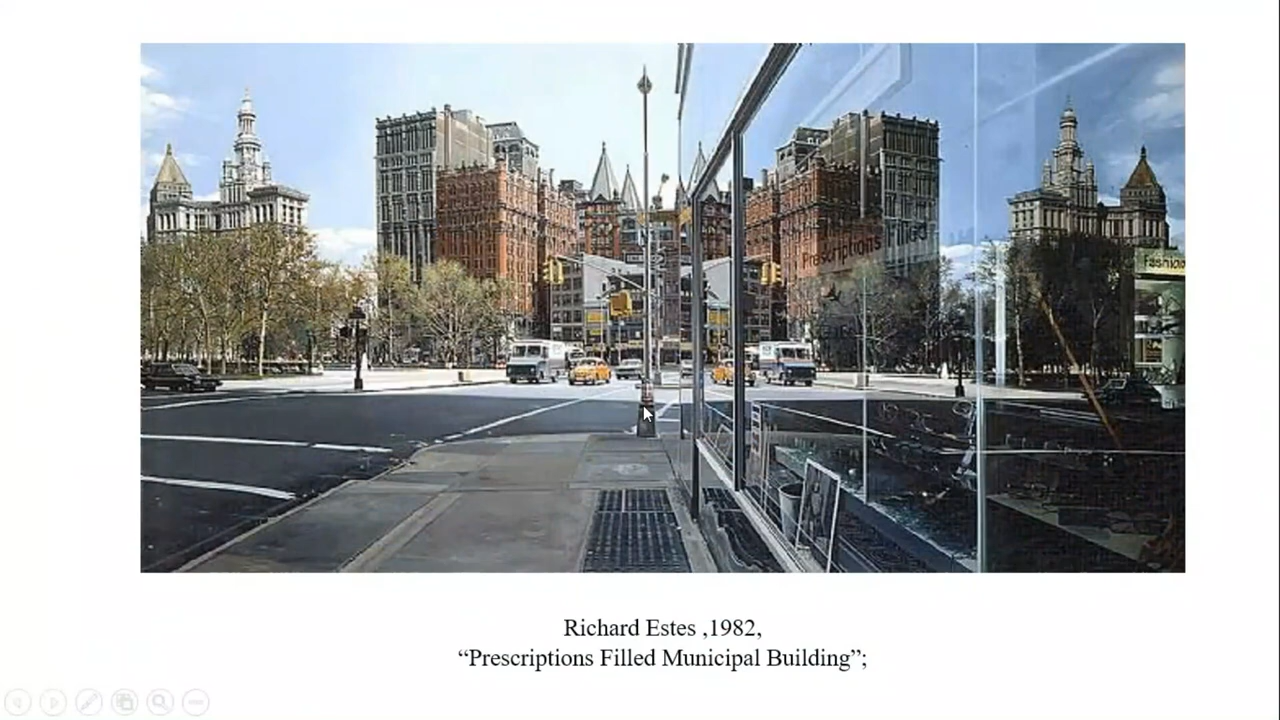 Prescriptions Filled
Fashion
Richard Estes ,1982,
“Prescriptions Filled Municipal Building”;